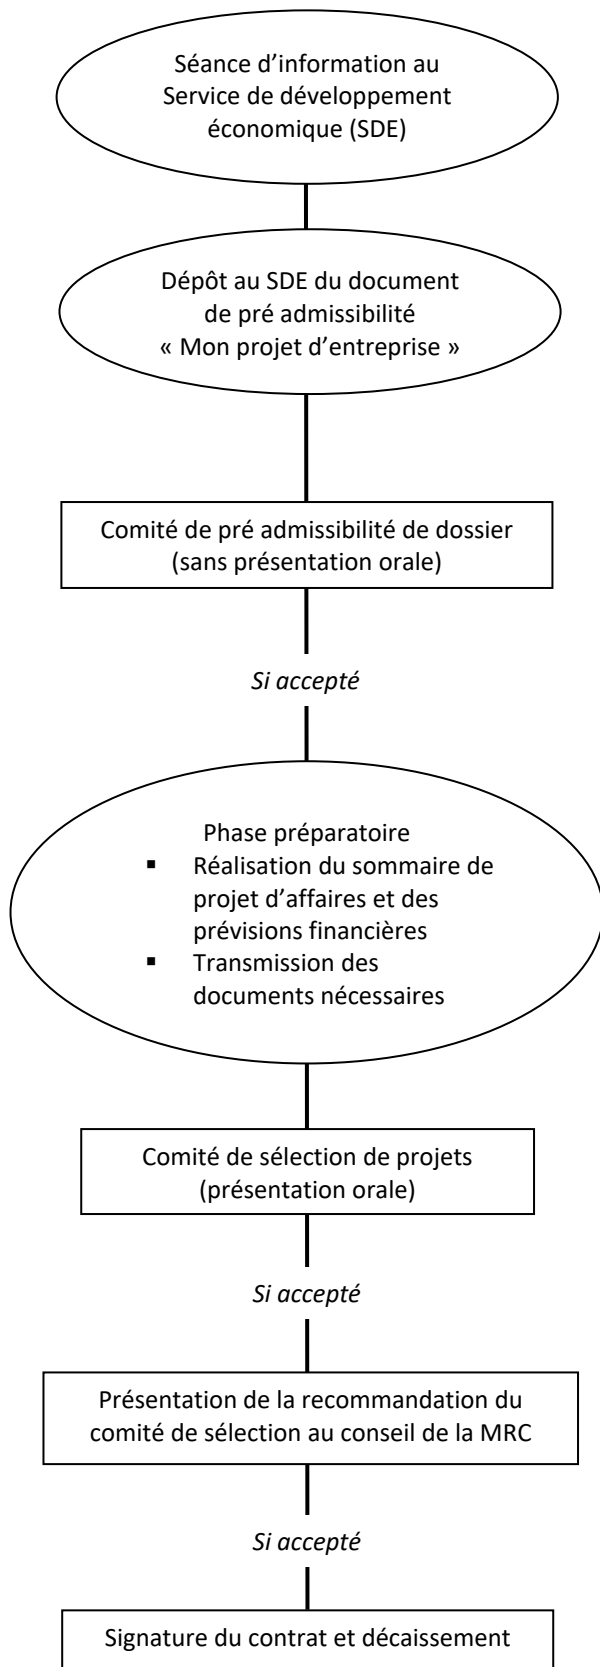 Séance d’information au
Service de développement
économique (SDE)
Dépôt au SDE du document
de pré admissibilité
« Mon projet d’entreprise »
Comité de pré admissibilité de dossier
(sans présentation orale)
Si accepté
Phase préparatoire
▪ Réalisation du sommaire de
projet d’affaires et des
prévisions financières
▪ Transmission des
documents nécessaires
Comité de sélection de projets
(présentation orale)
Si accepté
Présentation de la recommandation du
comité de sélection au conseil de la MRC
Si accepté
Signature du contrat et décaissement